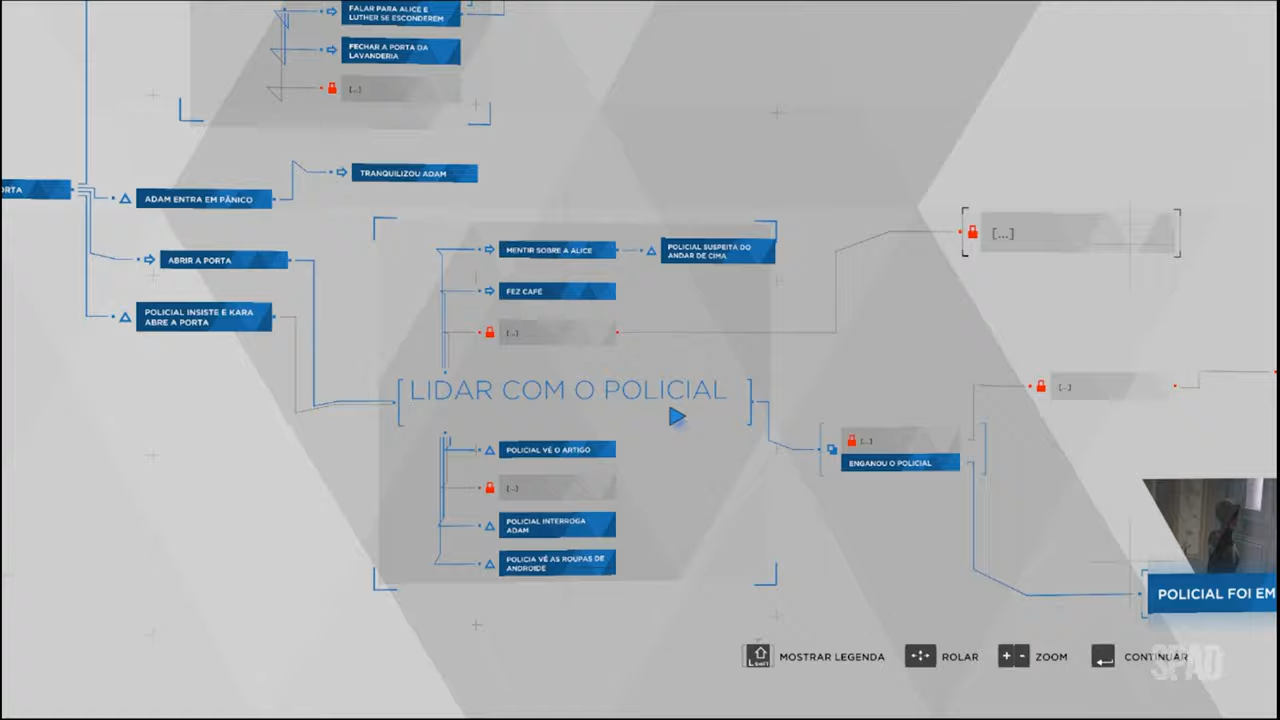 FALAR PARA ALICE E
LUTHER SE ESCONDEREM
FECHAR A PORTA DA
LAVANDERIA
[...]
TRANQUILIZOU ADAM
ORTA
ADAM ENTRA EM PÂNICO
ABRIR A PORTA
POLICIAL INSISTE E KARA
ABRE A PORTA
MENTIR SOBRE A ALICE
POLICIAL SUSPEITA DO
ANDAR DE CIMA
[...]
FEZ CAFÉ
[...]
LIDAR COM O POLICIAL
[...]
POLICIAL VÊ O ARTIGO
[...]
ENGANOU O POLICIAL
[...]
POLICIAL INTERROGA
ADAM
POLICIA VÊ AS ROUPAS DE
ANDROIDE
POLICIAL FOI EM
MOSTRAR LEGENDA
ROLAR
+ -
ZOOM
CONTINUAR
SPAD